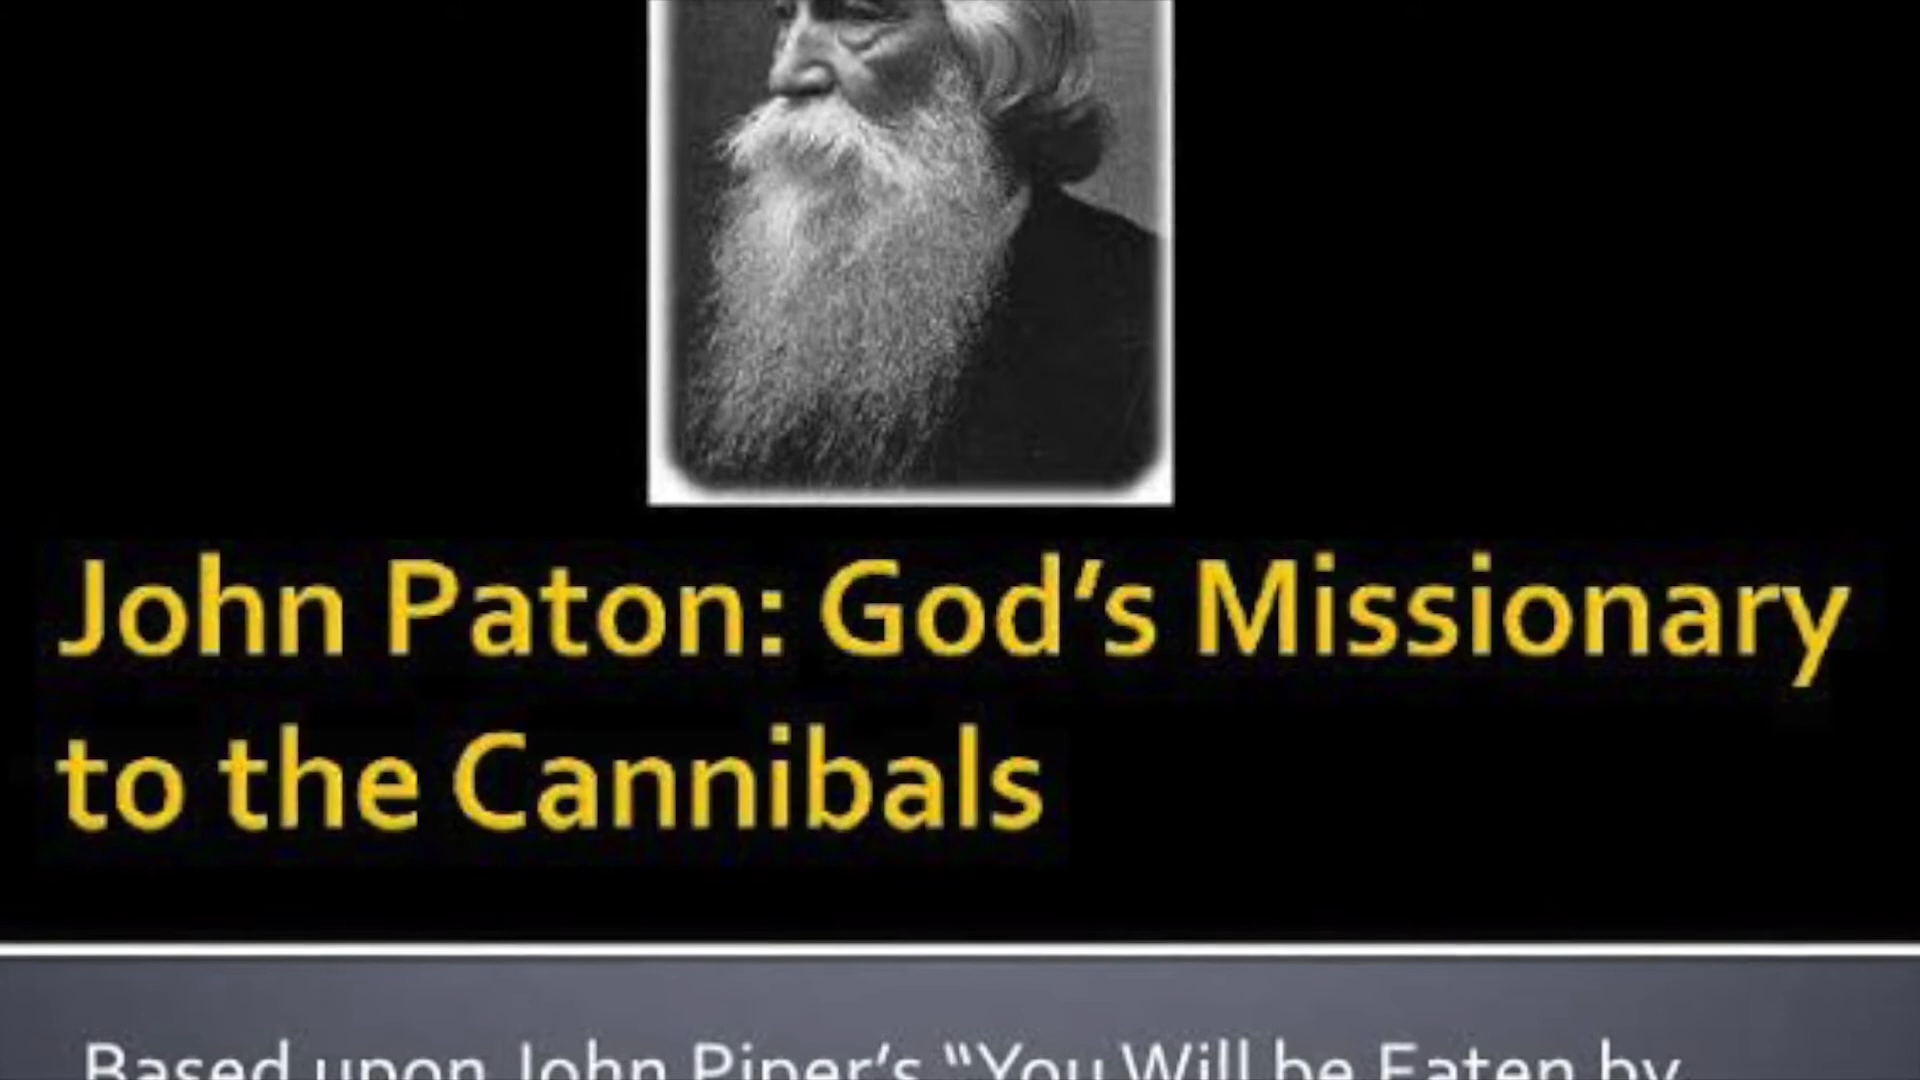 John Paton: God's Missionary
to the Cannibals
Based upon John Piper's “You Will be Eaten by